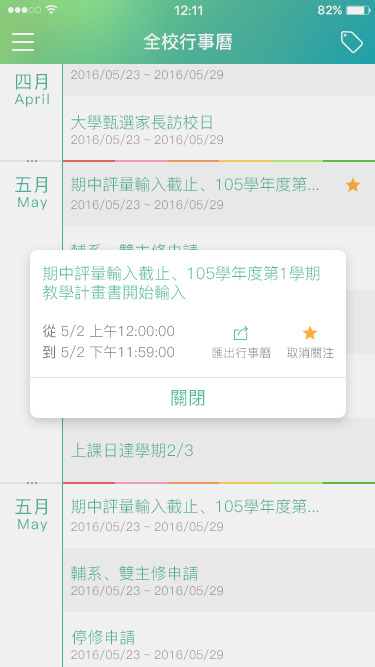 12:11
82%
全校行事曆
四月
April
2016/05/23 ~ 2016/05/29
大學甄選家長訪校日
2016/05/23 ~ 2016/05/29
五月
May
期中評量輸入截止、105學年度第...
2016/05/23 ~ 2016/05/29
輔系、雙主修申請
期中評量輸入截止、105學年度第1學期
教學計畫書開始輸入
從 5/2 上午12:00:00
到 5/2 下午11:59:00
匯出行事曆
取消關注
關閉
上課日達學期2/3
五月
May
期中評量輸入截止、105學年度第...
2016/05/23 ~ 2016/05/29
輔系、雙主修申請
2016/05/23 ~ 2016/05/29
停修申請
2016/05/23 ~ 2016/05/29